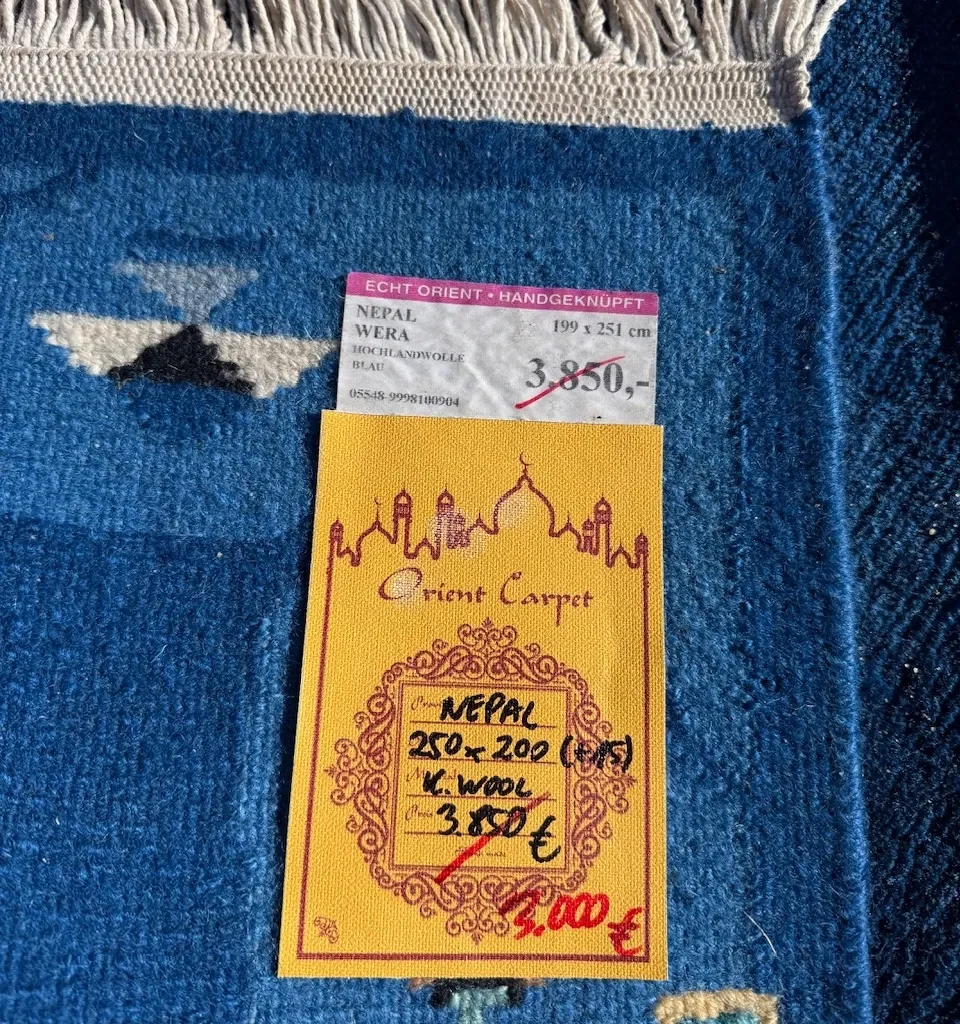 ECHT ORIENT • HANDGEKNÜPFT
NEPAL 199 x 251 cm
WERA
HOCHLANDWOLLE
BLAU 3.850,-
05548-9998100904
Orient Carpet
NEPAL
250 x 200 (+15)
K. WOOL
3.850 €
3.000 €